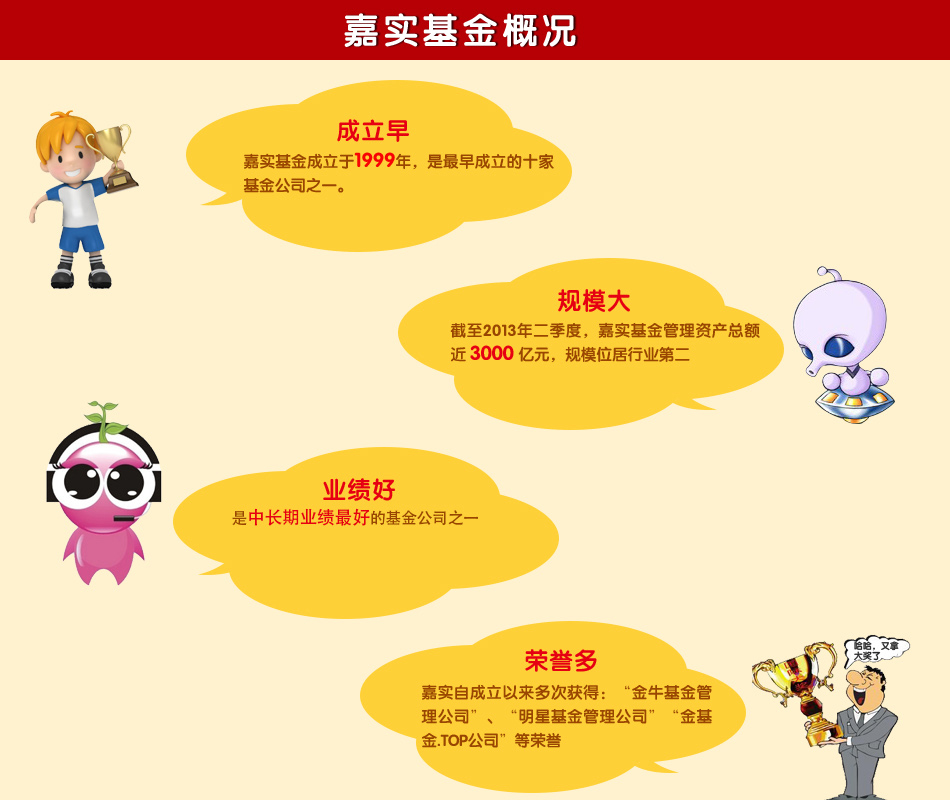 嘉实基金概况
成立早
嘉实基金成立于1999年，是最早成立的十家
基金公司之一。
规模大
截至2013年二季度，嘉实基金管理资产总额
近 3000 亿元，规模位居行业第二
业绩好
是中长期业绩最好的基金公司之一
哈哈，又拿
大奖了
荣誉多
嘉实自成立以来多次获得：“金牛基金管
理公司”、“明星基金管理公司”“金基
金.TOP公司”等荣誉